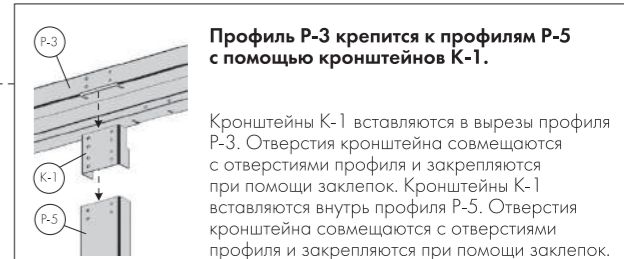 Р-3
К-1
Р-5
Профиль Р-3 крепится к профилям Р-5
с помощью кронштейнов К-1.
Кронштейны К-1 вставляются в вырезы профиля
Р-3. Отверстия кронштейна совмещаются
с отверстиями профиля и закрепляются
при помощи заклепок. Кронштейны К-1
вставляются внутрь профиля Р-5. Отверстия
кронштейна совмещаются с отверстиями
профиля и закрепляются при помощи заклепок.